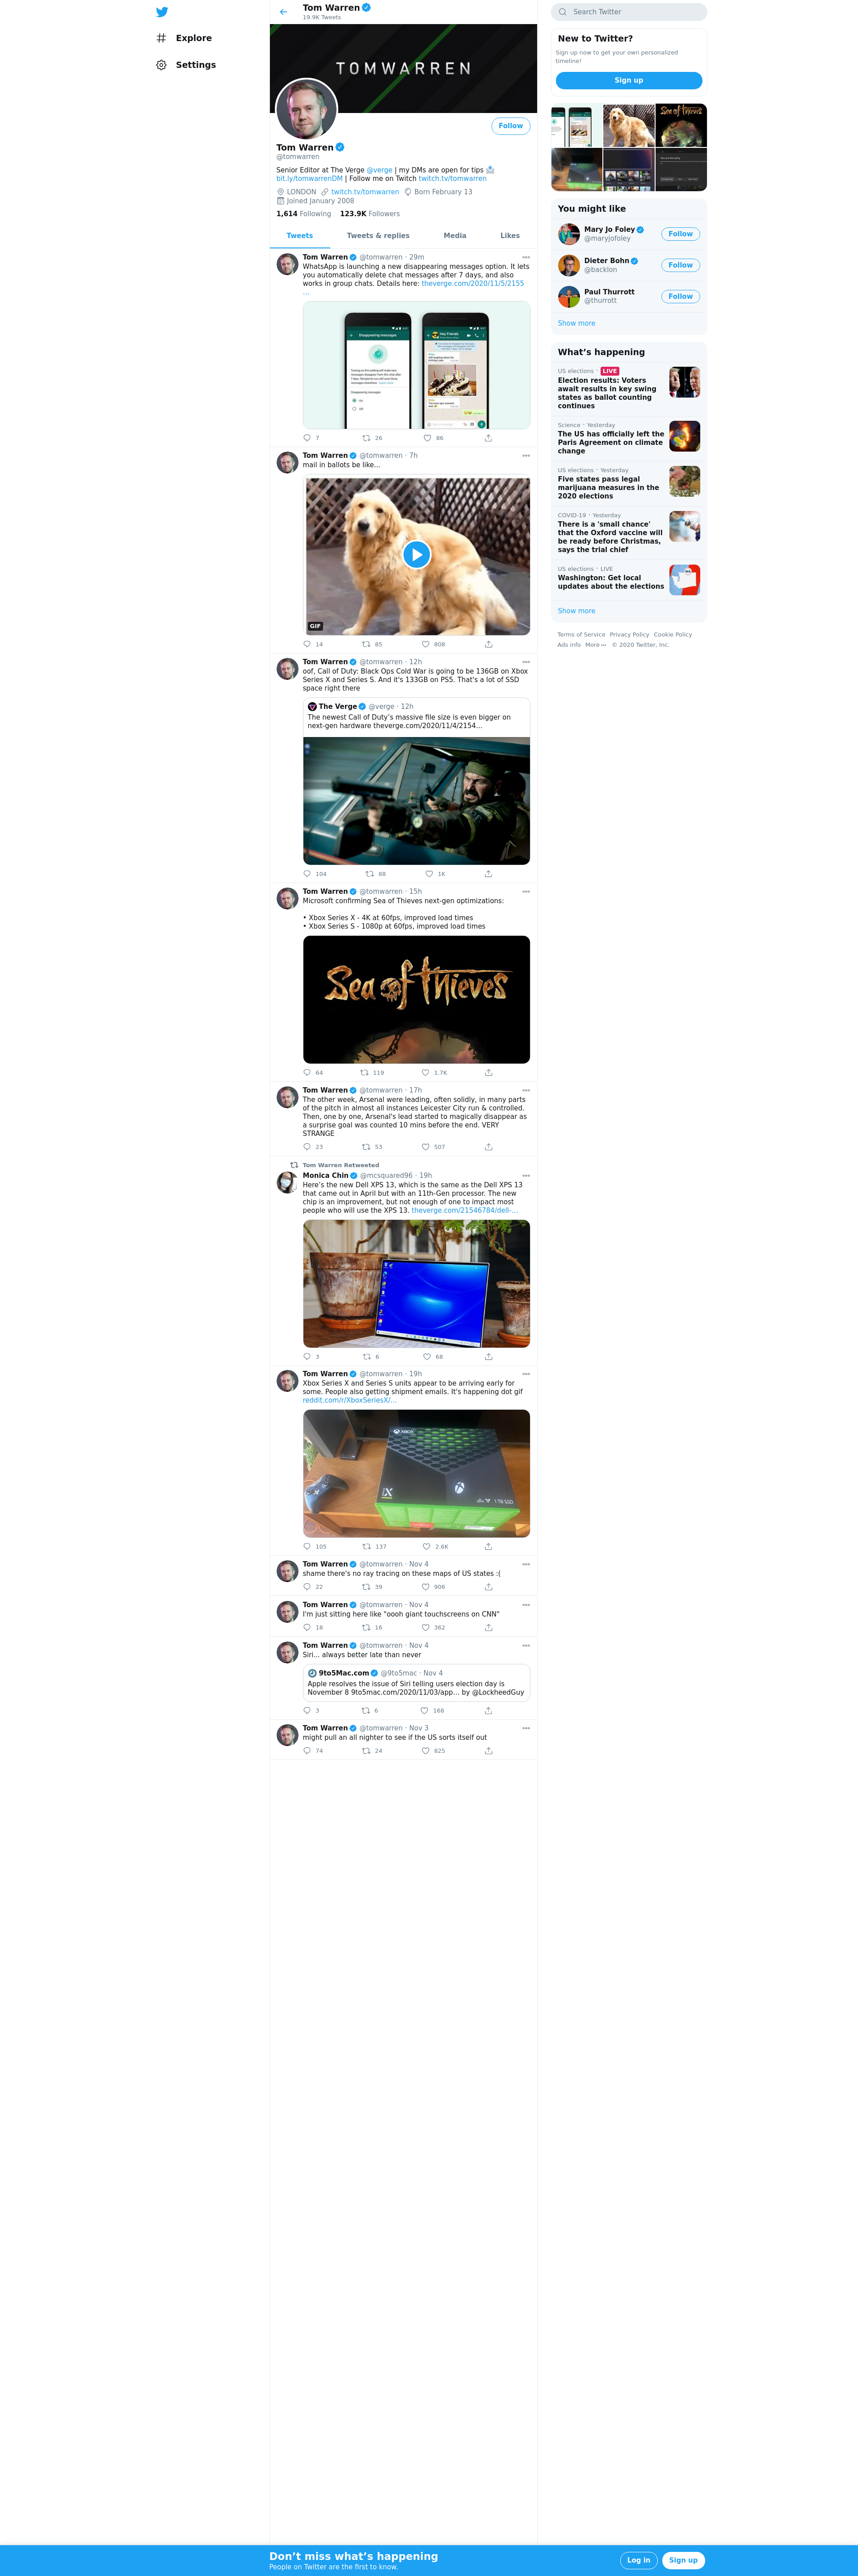 Explore
Settings
Tom Warren
19.9K Tweets
TOMWARREN
Follow
Tom Warren
@tomwarren
Senior Editor at The Verge @verge | my DMs are open for tips 📩
bit.ly/tomwarrenDM | Follow me on Twitch twitch.tv/tomwarren
LONDON twitch.tv/tomwarren Born February 13
Joined January 2008
1,614 Following 123.9K Followers
Tweets Tweets & replies Media Likes
Tom Warren @tomwarren · 29m
WhatsApp is launching a new disappearing messages option. It lets
you automatically delete chat messages after 7 days, and also
works in group chats. Details here: theverge.com/2020/11/5/2155
…
Disappearing messages
7 26 86
Tom Warren @tomwarren · 7h
mail in ballots be like...
GIF
14 85 808
Tom Warren @tomwarren · 12h
oof, Call of Duty: Black Ops Cold War is going to be 136GB on Xbox
Series X and Series S. And it's 133GB on PS5. That's a lot of SSD
space right there
The Verge @verge · 12h
The newest Call of Duty’s massive file size is even bigger on
next-gen hardware theverge.com/2020/11/4/2154…
104 88 1K
Tom Warren @tomwarren · 15h
Microsoft confirming Sea of Thieves next-gen optimizations:
• Xbox Series X - 4K at 60fps, improved load times
• Xbox Series S - 1080p at 60fps, improved load times
Sea of Thieves
64 119 1.7K
Tom Warren @tomwarren · 17h
The other week, Arsenal were leading, often solidly, in many parts
of the pitch in almost all instances Leicester City run & controlled.
Then, one by one, Arsenal's lead started to magically disappear as
a surprise goal was counted 10 mins before the end. VERY
STRANGE
23 53 507
Tom Warren Retweeted
Monica Chin @mcsquared96 · 19h
Here’s the new Dell XPS 13, which is the same as the Dell XPS 13
that came out in April but with an 11th-Gen processor. The new
chip is an improvement, but not enough of one to impact most
people who will use the XPS 13. theverge.com/21546784/dell-…
3 6 68
Tom Warren @tomwarren · 19h
Xbox Series X and Series S units appear to be arriving early for
some. People also getting shipment emails. It's happening dot gif
reddit.com/r/XboxSeriesX/…
XBOX
1 TB SSD
X
105 137 2.6K
Tom Warren @tomwarren · Nov 4
shame there's no ray tracing on these maps of US states :(
22 39 906
Tom Warren @tomwarren · Nov 4
I'm just sitting here like "oooh giant touchscreens on CNN"
18 16 362
Tom Warren @tomwarren · Nov 4
Siri... always better late than never
9to5Mac.com @9to5mac · Nov 4
Apple resolves the issue of Siri telling users election day is
November 8 9to5mac.com/2020/11/03/app… by @LockheedGuy
3 6 168
Tom Warren @tomwarren · Nov 3
might pull an all nighter to see if the US sorts itself out
74 24 825
Search Twitter
New to Twitter?
Sign up now to get your own personalized
timeline!
Sign up
Sea of Thieves
You might like
Mary Jo Foley
@maryjofoley
Follow
Dieter Bohn
@backlon
Follow
Paul Thurrott
@thurrott
Follow
Show more
What’s happening
US elections · LIVE
Election results: Voters
await results in key swing
states as ballot counting
continues
Science · Yesterday
The US has officially left the
Paris Agreement on climate
change
US elections · Yesterday
Five states pass legal
marijuana measures in the
2020 elections
COVID-19 · Yesterday
There is a 'small chance'
that the Oxford vaccine will
be ready before Christmas,
says the trial chief
US elections · LIVE
Washington: Get local
updates about the elections
Show more
Terms of Service Privacy Policy Cookie Policy
Ads info More © 2020 Twitter, Inc.
Don’t miss what’s happening
People on Twitter are the first to know.
Log in
Sign up